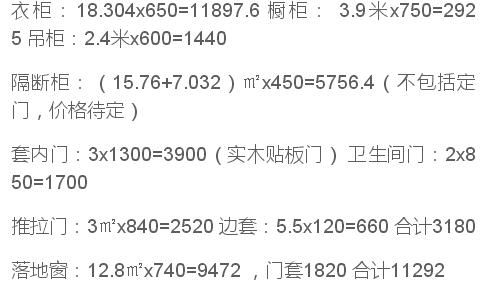 衣柜：18.304x650=11897.6 橱柜： 3.9米x750=292
5 吊柜：2.4米x600=1440
隔断柜：（15.76+7.032）㎡x450=5756.4（不包括定
门，价格待定）
套内门：3x1300=3900（实木贴板门） 卫生间门：2x8
50=1700
推拉门：3㎡x840=2520 边套：5.5x120=660 合计3180
落地窗：12.8㎡x740=9472 ，门套1820 合计11292